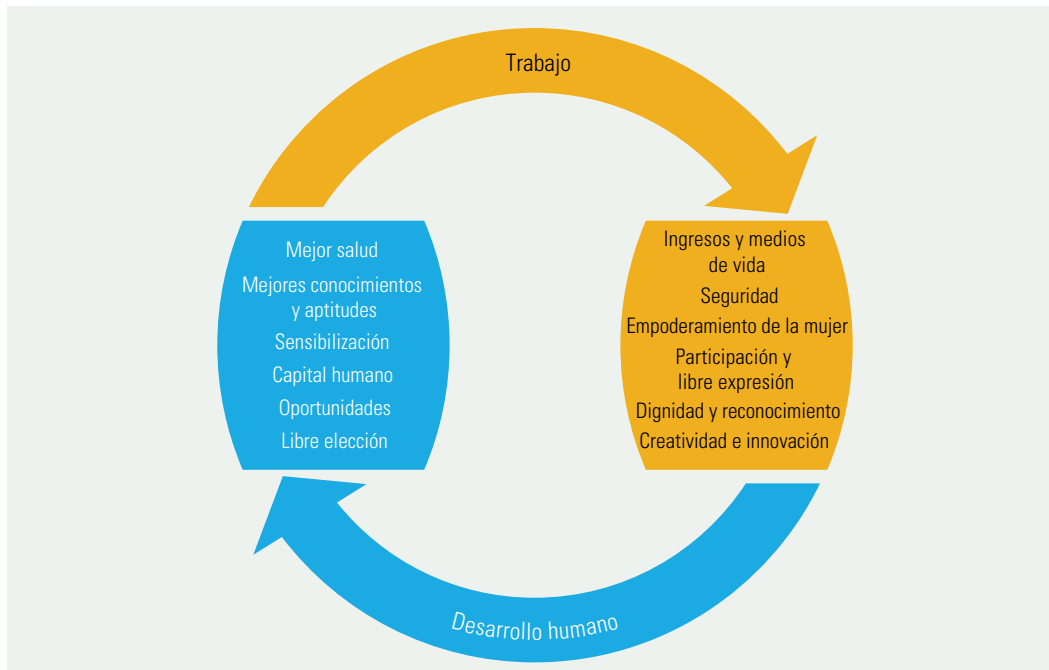 Trabajo
Mejor salud
Mejores conocimientos
y aptitudes
Sensibilización
Capital humano
Oportunidades
Libre elección
Ingresos y medios
de vida
Seguridad
Empoderamiento de la mujer
Participación y
libre expresión
Dignidad y reconocimiento
Creatividad e innovación
Desarrollo humano